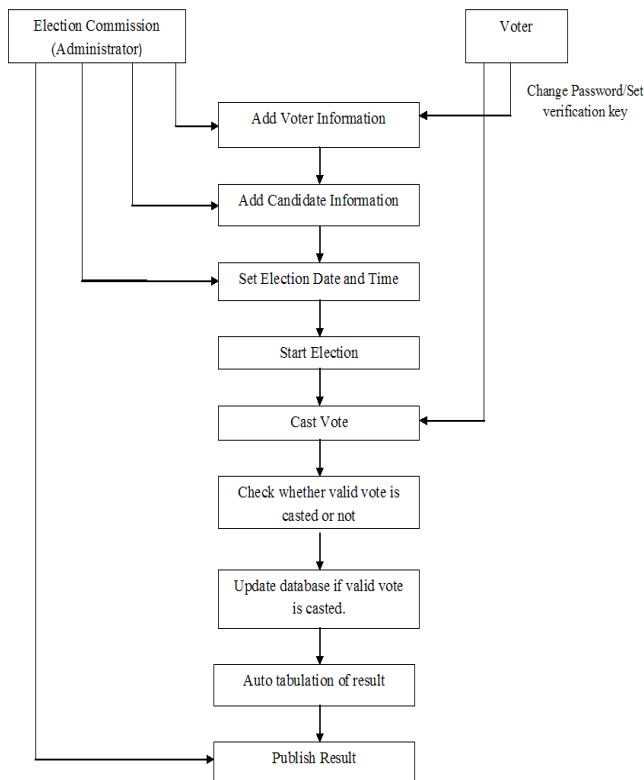 Election Commission
(Administrator)
Voter
Change Password/Set
verification key
Add Voter Information
Add Candidate Information
Set Election Date and Time
Start Election
Cast Vote
Check whether valid vote is
casted or not
Update database if valid vote
is casted.
Auto tabulation of result
Publish Result